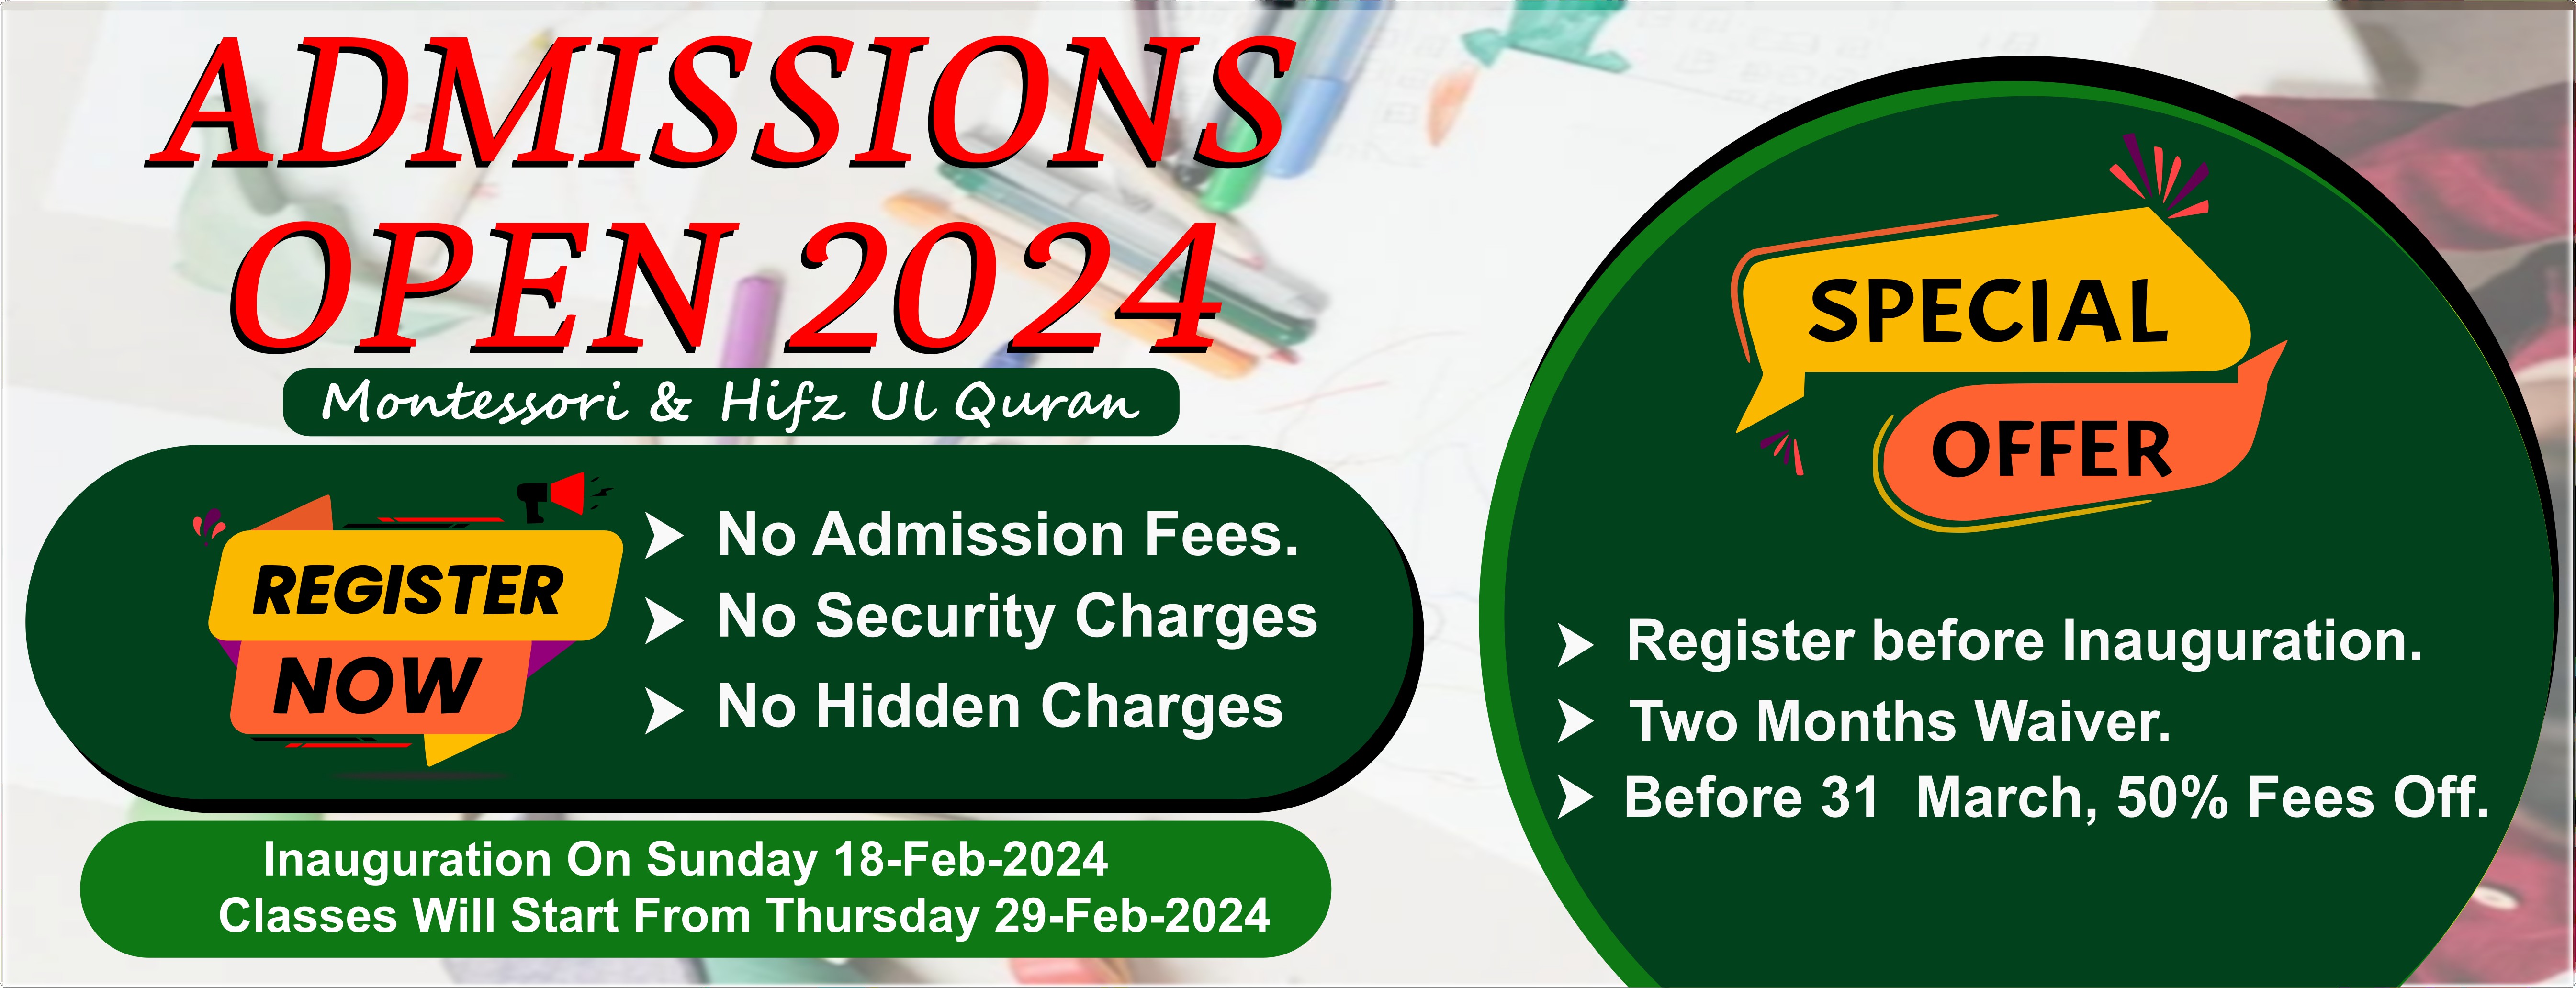 ADMISSIONS
OPEN 2024
Montessori & Hifz Ul Quran
REGISTER
NOW
No Admission Fees.
No Security Charges
No Hidden Charges
Inauguration On Sunday 18-Feb-2024
Classes Will Start From Thursday 29-Feb-2024
SPECIAL
OFFER
Register before Inauguration.
Two Months Waiver.
Before 31 March, 50% Fees Off.